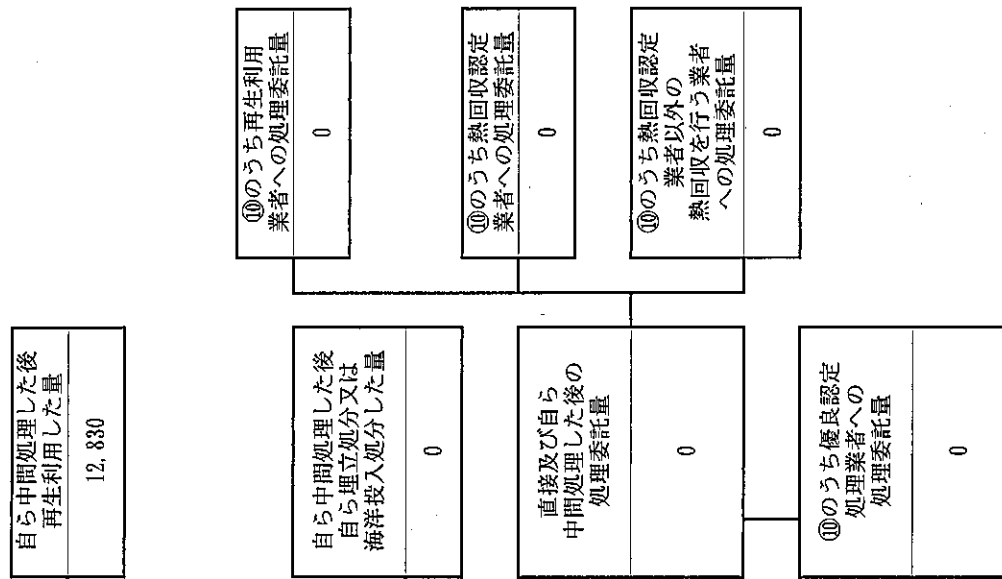 自ら中間処理した後
再生利用した量
12,830
自ら中間処理した後
自ら埋立処分又は
海洋投入処分した量
0
直接及び自ら
中間処理した後の
処理委託量
0
⑩のうち優良認定
処理業者への
処理委託量
0
⑩のうち再生利用
業者への処理委託量
0
⑩のうち熱回収認定
業者への処理委託量
0
⑩のうち熱回収認定
業者以外の
熱回収を行う業者
への処理委託量
0